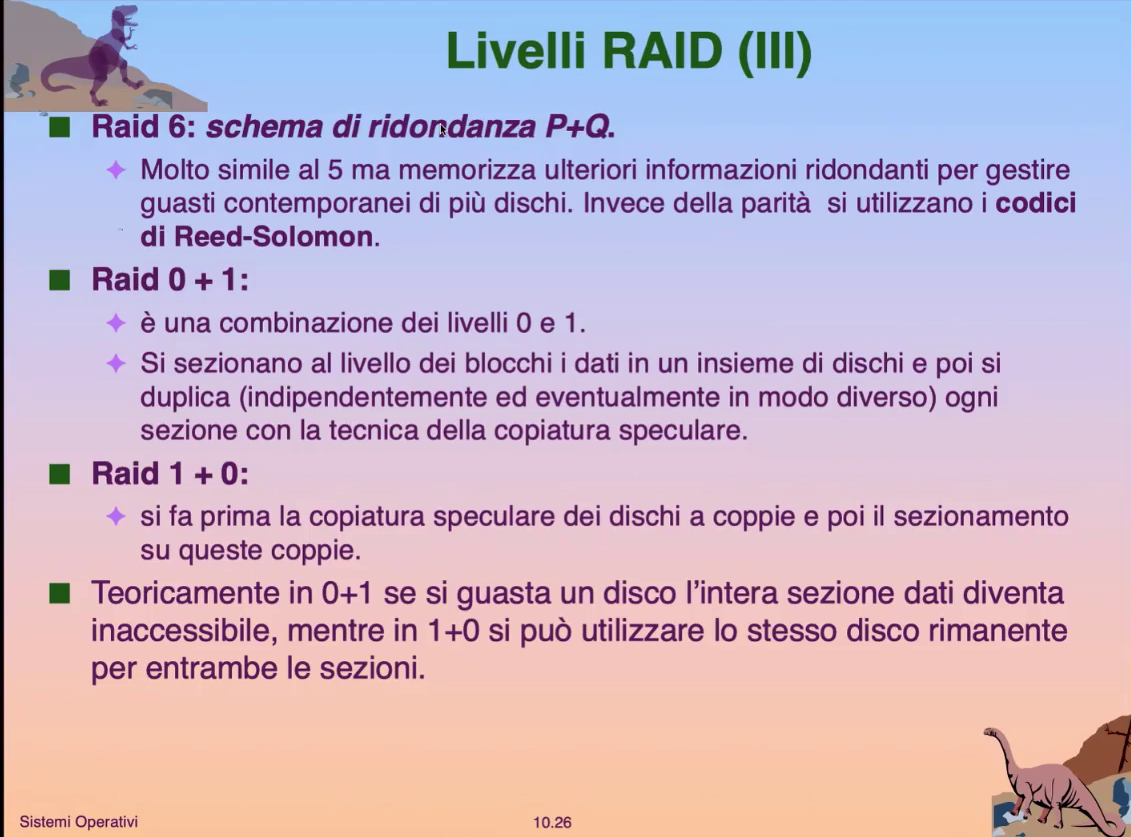 Livelli RAID (III)
Raid 6: schema di ridondanza P+Q.
Molto simile al 5 ma memorizza ulteriori informazioni ridondanti per gestire
guasti contemporanei di più dischi. Invece della parità si utilizzano i codici
di Reed-Solomon.
Raid 0 + 1:
è una combinazione dei livelli 0 e 1.
Si sezionano al livello dei blocchi i dati in un insieme di dischi e poi si
duplica (indipendentemente ed eventualmente in modo diverso) ogni
sezione con la tecnica della copiatura speculare.
Raid 1 + 0:
si fa prima la copiatura speculare dei dischi a coppie e poi il sezionamento
su queste coppie.
Teoricamente in 0+1 se si guasta un disco l'intera sezione dati diventa
inaccessibile, mentre in 1+0 si può utilizzare lo stesso disco rimanente
per entrambe le sezioni.
Sistemi Operativi
10.26